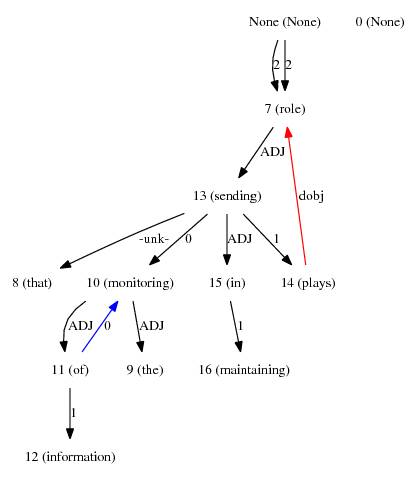 None (None) 0 (None)
2 2
7 (role)
ADJ
13 (sending)
dobj
-unk- 0 ADJ 1
8 (that) 10 (monitoring) 15 (in) 14 (plays)
ADJ 0 ADJ 1
11 (of) 9 (the) 16 (maintaining)
1
12 (information)